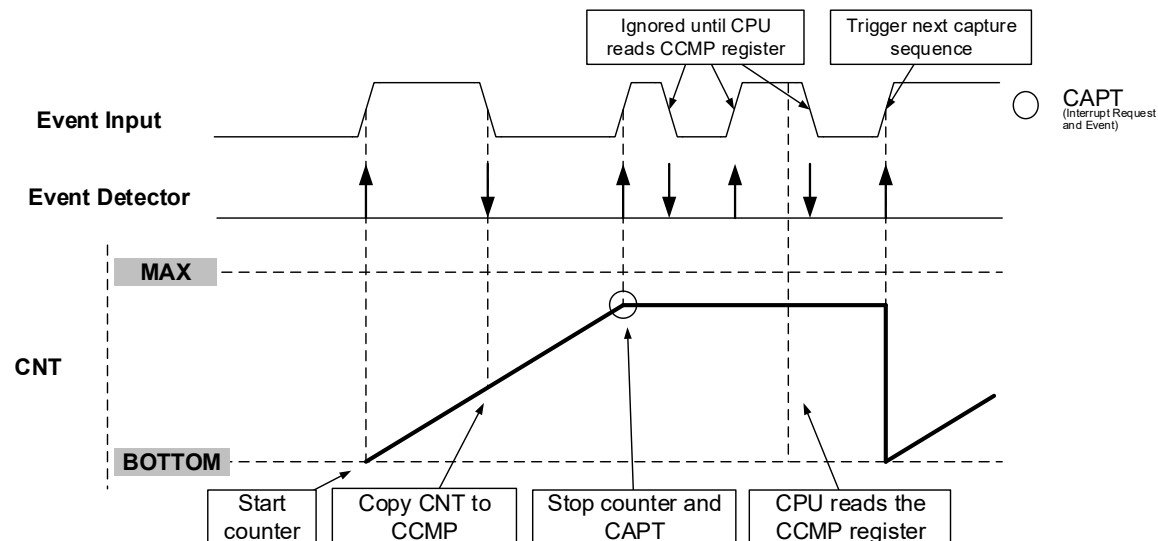 Ignored until CPU
reads CCMP register
Trigger next capture
sequence
Event Input
CAPT
(Interrupt Request
and Event)
Event Detector
MAX
CNT
BOTTOM
Start
counter
Copy CNT to
CCMP
Stop counter and
CAPT
CPU reads the
CCMP register